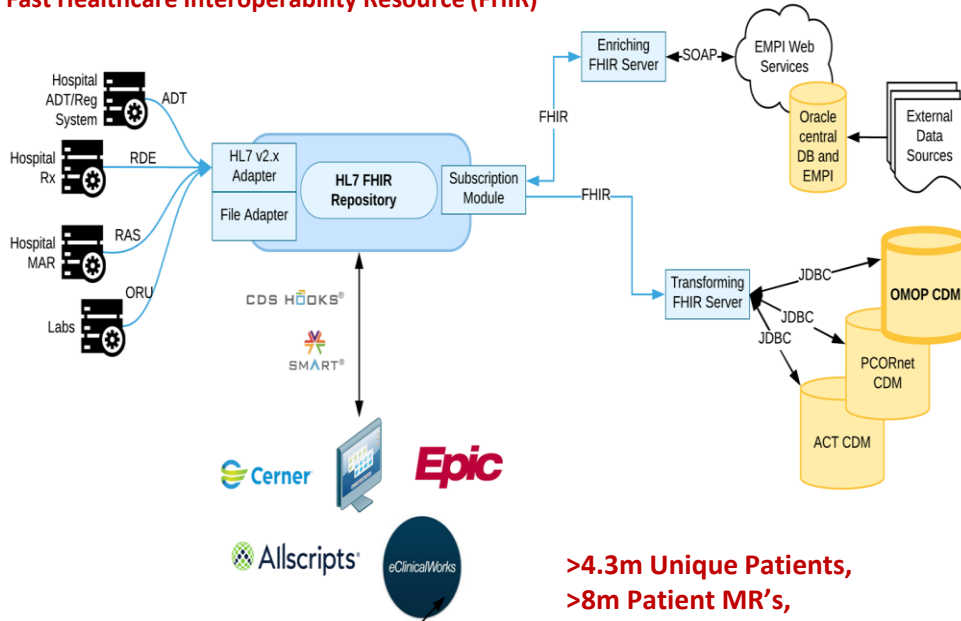 Fast Healthcare Interoperability Resource (FHIR)
Hospital
ADT/Reg
System
ADT
Hospital
Rx
RDE
Hospital
MAR
RAS
Labs
ORU
HL7 v2.x
Adapter
File Adapter
HL7 FHIR
Repository
Subscription
Module
FHIR
Enriching
FHIR Server
SOAP
EMPI Web
Services
Oracle
central
DB and
EMPI
External
Data
Sources
FHIR
Transforming
FHIR Server
JDBC
JDBC
JDBC
OMOP CDM
PCORnet
CDM
ACT CDM
CDS HOOKS®
SMART®
Cerner
Epic
Allscripts
eClinicalWorks
>4.3m Unique Patients,
>8m Patient MR's,